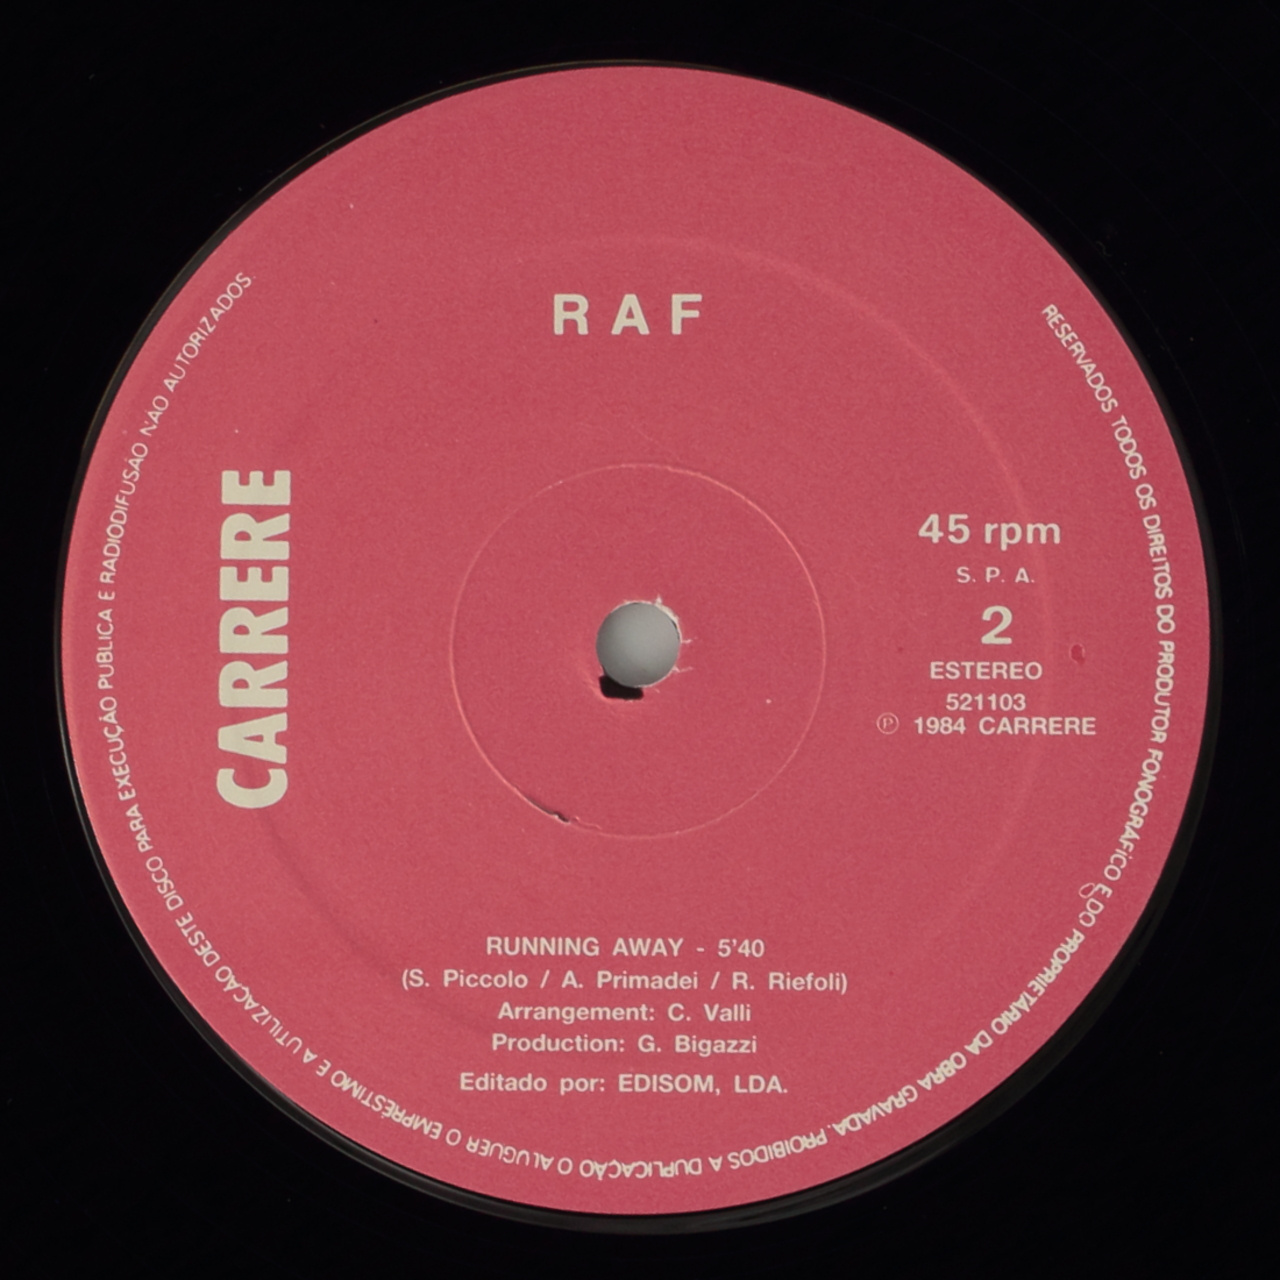 RAF
CARRERE
45 rpm
S. P. A.
2
ESTEREO
521103
℗ 1984 CARRERE
RUNNING AWAY - 5'40
(S. Piccolo / A. Primadei / R. Riefoli)
Arrangement: C. Valli
Production: G. Bigazzi
Editado por: EDISOM, LDA.
RESERVADOS TODOS OS DIREITOS DO PRODUTOR FONOGRÁFICO E DO PROPRIETÁRIO DA OBRA GRAVADA. PROIBIDOS A DUPLICAÇÃO O ALUGUER O EMPRÉSTIMO E A UTILIZAÇÃO DESTE DISCO PARA EXECUÇÃO PUBLICA E RADIODIFUSÃO NÃO AUTORIZADOS.